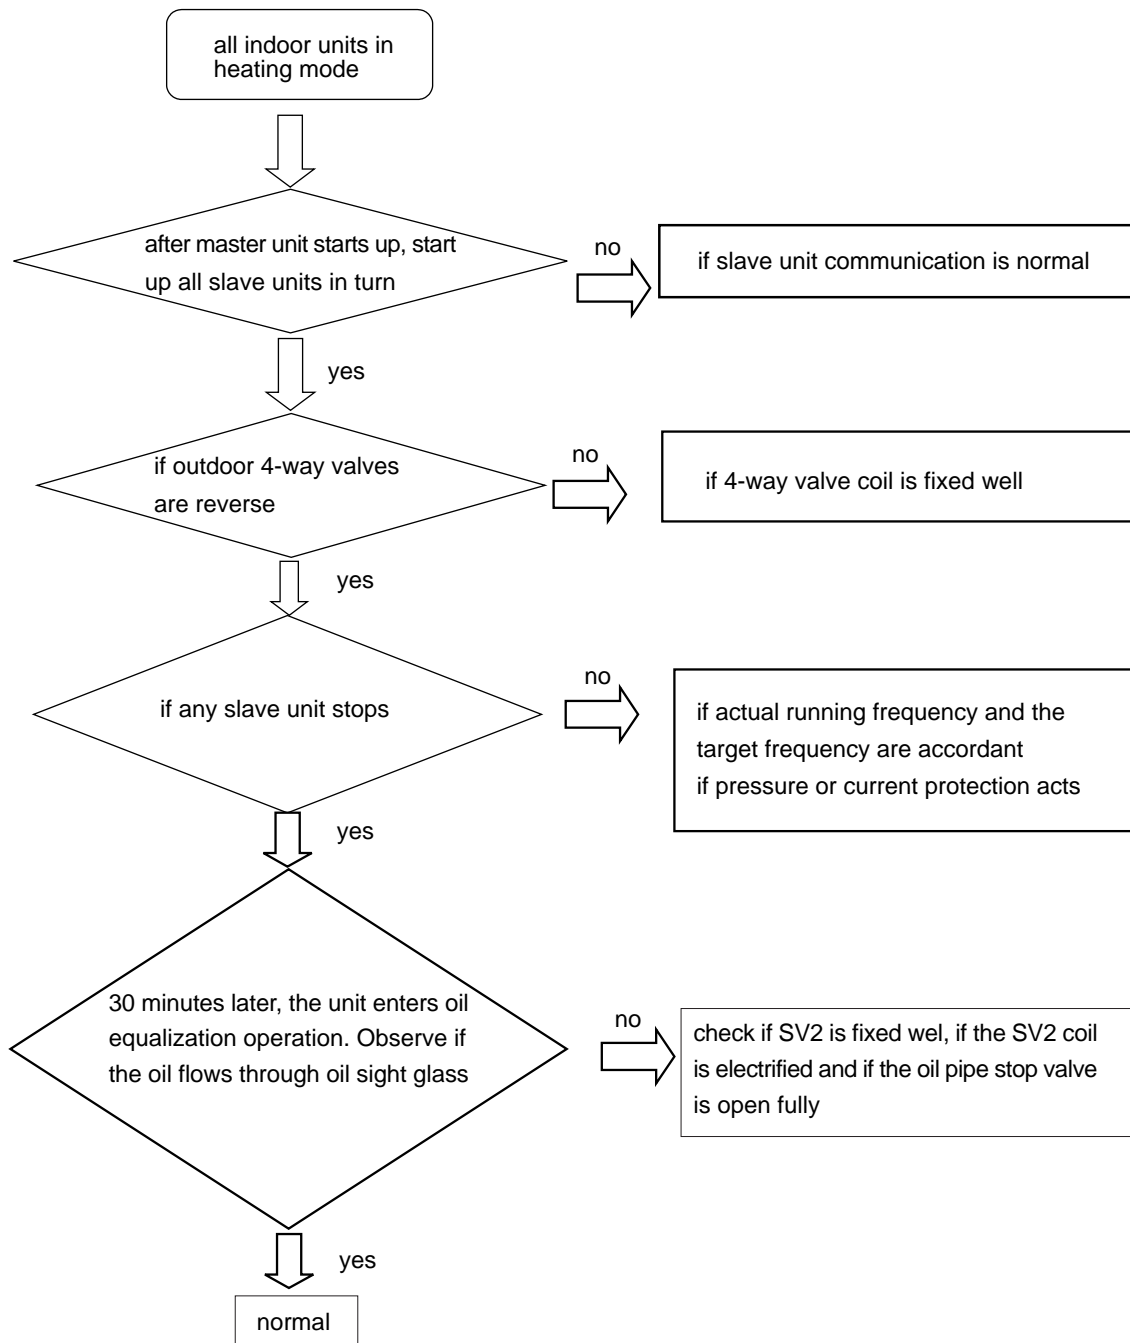 all indoor units in
heating mode
after master unit starts up, start
up all slave units in turn
no
if slave unit communication is normal
yes
if outdoor 4-way valves
are reverse
no
if 4-way valve coil is fixed well
yes
if any slave unit stops
no
if actual running frequency and the
target frequency are accordant
if pressure or current protection acts
yes
30 minutes later, the unit enters oil
equalization operation. Observe if
the oil flows through oil sight glass
no
check if SV2 is fixed wel, if the SV2 coil
is electrified and if the oil pipe stop valve
is open fully
yes
normal